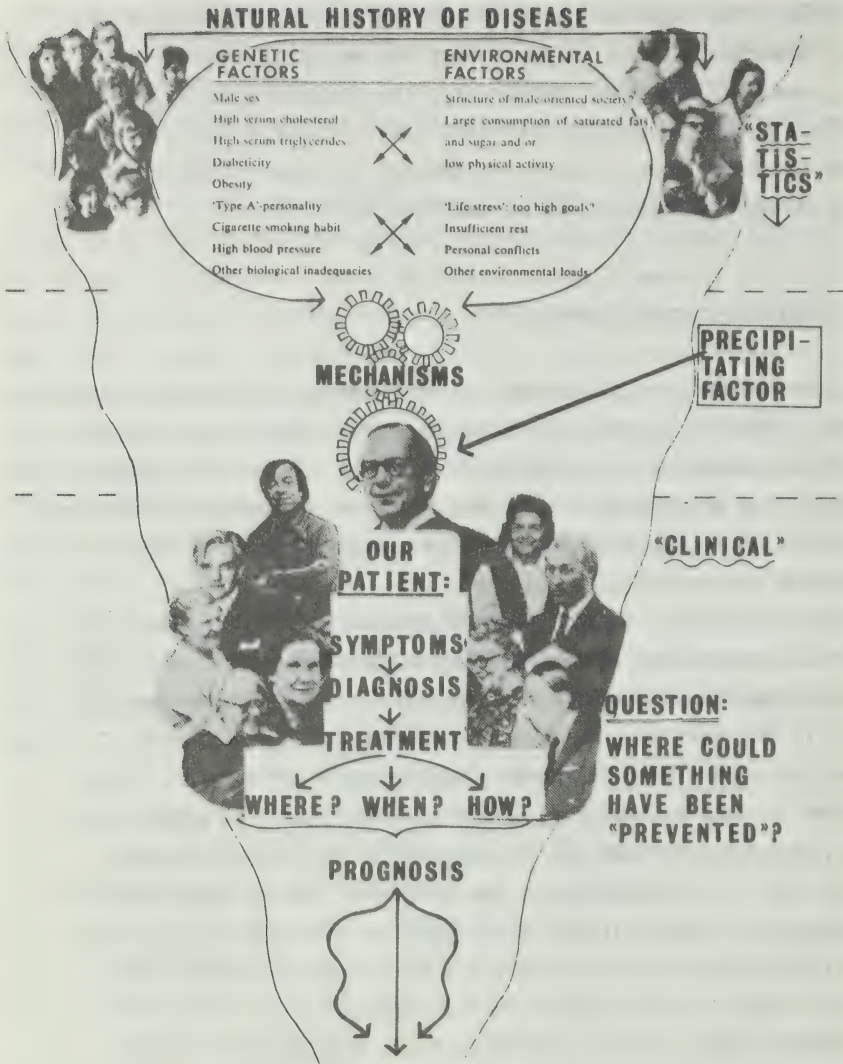 NATURAL HISTORY OF DISEASE
GENETIC
FACTORS
Male sex
High serum cholesterol
High serum triglycerides
Diabeticity
Obesity
'Type A'-personality
Cigarette smoking habit
High blood pressure
Other biological inadequacies
ENVIRONMENTAL
FACTORS
Structure of male-oriented society?
Large consumption of saturated fats
and sugar and or
low physical activity
'Life stress': too high goals?
Insufficient rest
Personal conflicts
Other environmental loads
"STA-
TIS-
TICS"
MECHANISMS
PRECIPI-
TATING
FACTOR
"CLINICAL"
OUR
PATIENT:
SYMPTOMS
DIAGNOSIS
TREATMENT
WHERE? WHEN? HOW?
PROGNOSIS
QUESTION:
WHERE COULD
SOMETHING
HAVE BEEN
"PREVENTED"?